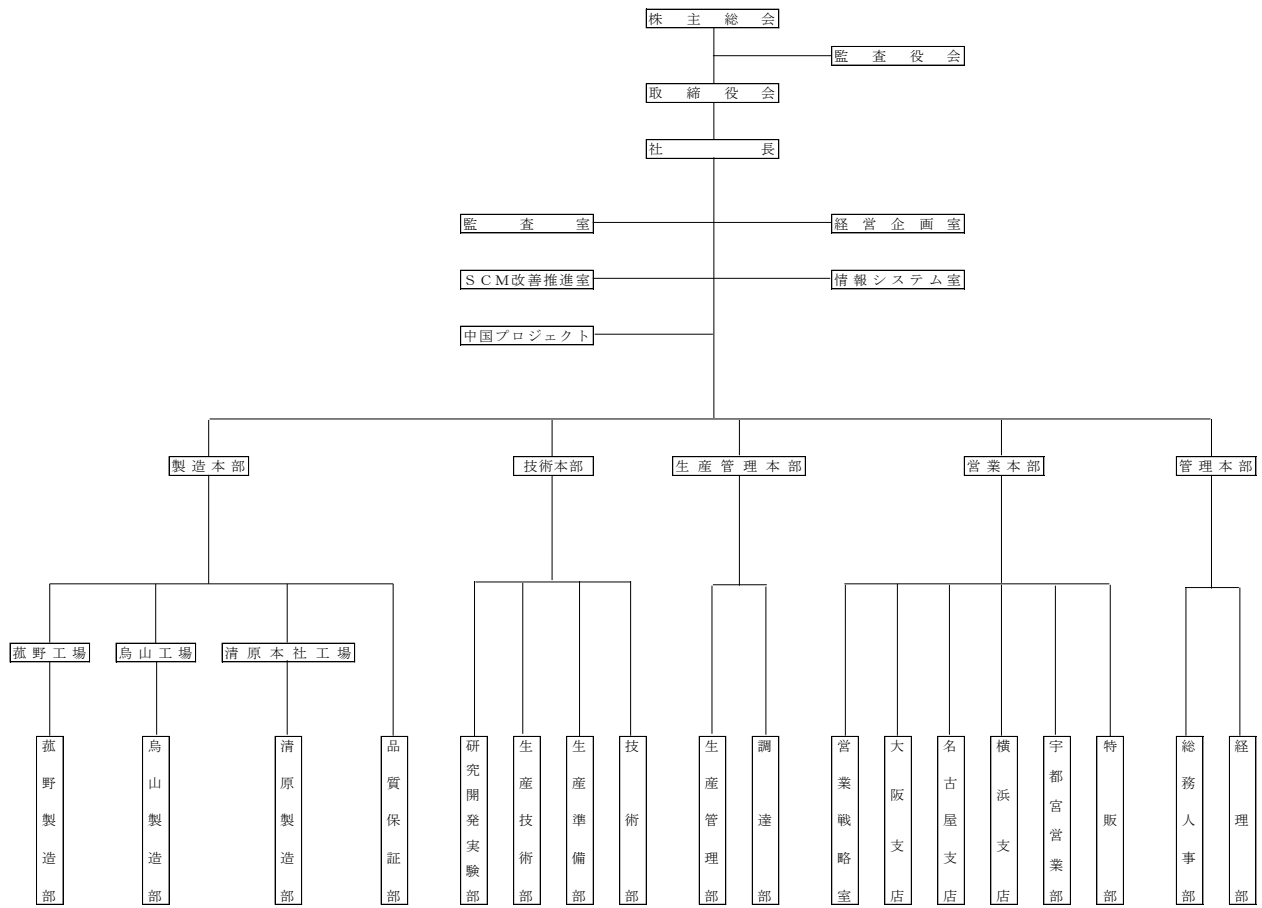 株主総会
監査役会
取締役会
社長
監査室
経営企画室
ＳＣＭ改善推進室
情報システム室
中国プロジェクト
製造本部
技術本部
生産管理本部
営業本部
管理本部
菰野工場
烏山工場
清原本社工場
菰野製造部
烏山製造部
清原製造部
品質保証部
研究開発実験部
生産技術部
生産準備部
技術部
生産管理部
調達部
営業戦略室
大阪支店
名古屋支店
横浜支店
宇都宮営業部
特販部
総務人事部
経理部